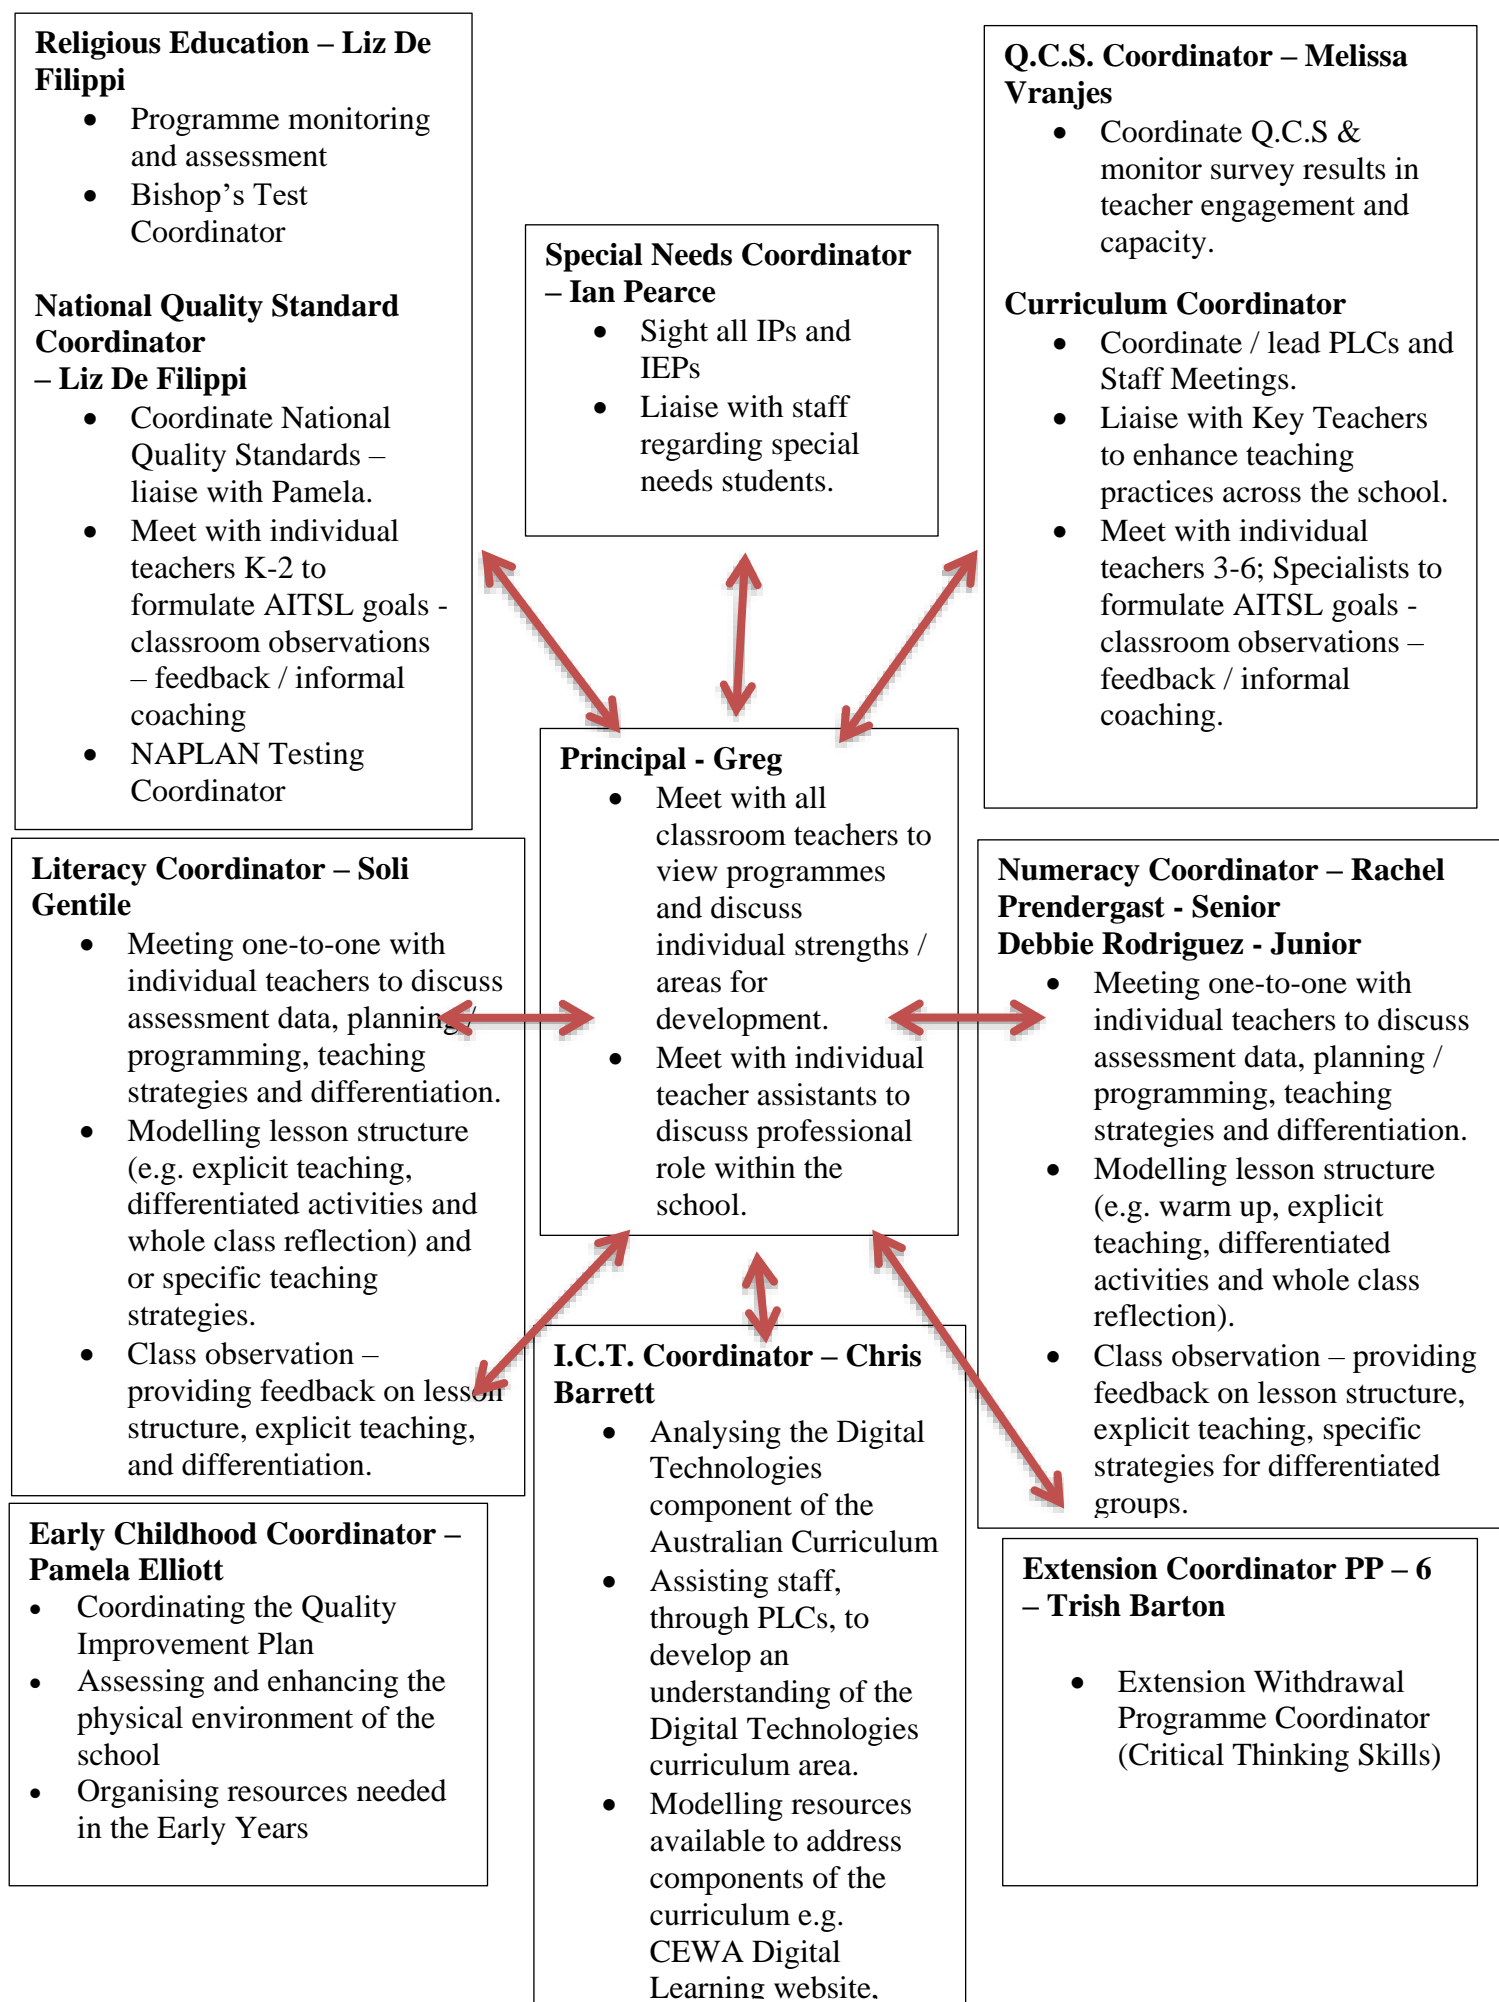 Religious Education – Liz De
Filippi
• Programme monitoring
and assessment
• Bishop’s Test
Coordinator
National Quality Standard
Coordinator
– Liz De Filippi
• Coordinate National
Quality Standards –
liaise with Pamela.
• Meet with individual
teachers K-2 to
formulate AITSL goals -
classroom observations
– feedback / informal
coaching
• NAPLAN Testing
Coordinator
Special Needs Coordinator
– Ian Pearce
• Sight all IPs and
IEPs
• Liaise with staff
regarding special
needs students.
Q.C.S. Coordinator – Melissa
Vranjes
• Coordinate Q.C.S &
monitor survey results in
teacher engagement and
capacity.
Curriculum Coordinator
• Coordinate / lead PLCs and
Staff Meetings.
• Liaise with Key Teachers
to enhance teaching
practices across the school.
• Meet with individual
teachers 3-6; Specialists to
formulate AITSL goals -
classroom observations –
feedback / informal
coaching.
Principal - Greg
• Meet with all
classroom teachers to
view programmes
and discuss
individual strengths /
areas for
development.
• Meet with individual
teacher assistants to
discuss professional
role within the
school.
Literacy Coordinator – Soli
Gentile
• Meeting one-to-one with
individual teachers to discuss
assessment data, planning /
programming, teaching
strategies and differentiation.
• Modelling lesson structure
(e.g. explicit teaching,
differentiated activities and
whole class reflection) and
or specific teaching
strategies.
• Class observation –
providing feedback on lesson
structure, explicit teaching,
and differentiation.
Numeracy Coordinator – Rachel
Prendergast - Senior
Debbie Rodriguez - Junior
• Meeting one-to-one with
individual teachers to discuss
assessment data, planning /
programming, teaching
strategies and differentiation.
• Modelling lesson structure
(e.g. warm up, explicit
teaching, differentiated
activities and whole class
reflection).
• Class observation – providing
feedback on lesson structure,
explicit teaching, specific
strategies for differentiated
groups.
Early Childhood Coordinator –
Pamela Elliott
• Coordinating the Quality
Improvement Plan
• Assessing and enhancing the
physical environment of the
school
• Organising resources needed
in the Early Years
I.C.T. Coordinator – Chris
Barrett
• Analysing the Digital
Technologies
component of the
Australian Curriculum
• Assisting staff,
through PLCs, to
develop an
understanding of the
Digital Technologies
curriculum area.
• Modelling resources
available to address
components of the
curriculum e.g.
CEWA Digital
Learning website,
Extension Coordinator PP – 6
– Trish Barton
• Extension Withdrawal
Programme Coordinator
(Critical Thinking Skills)